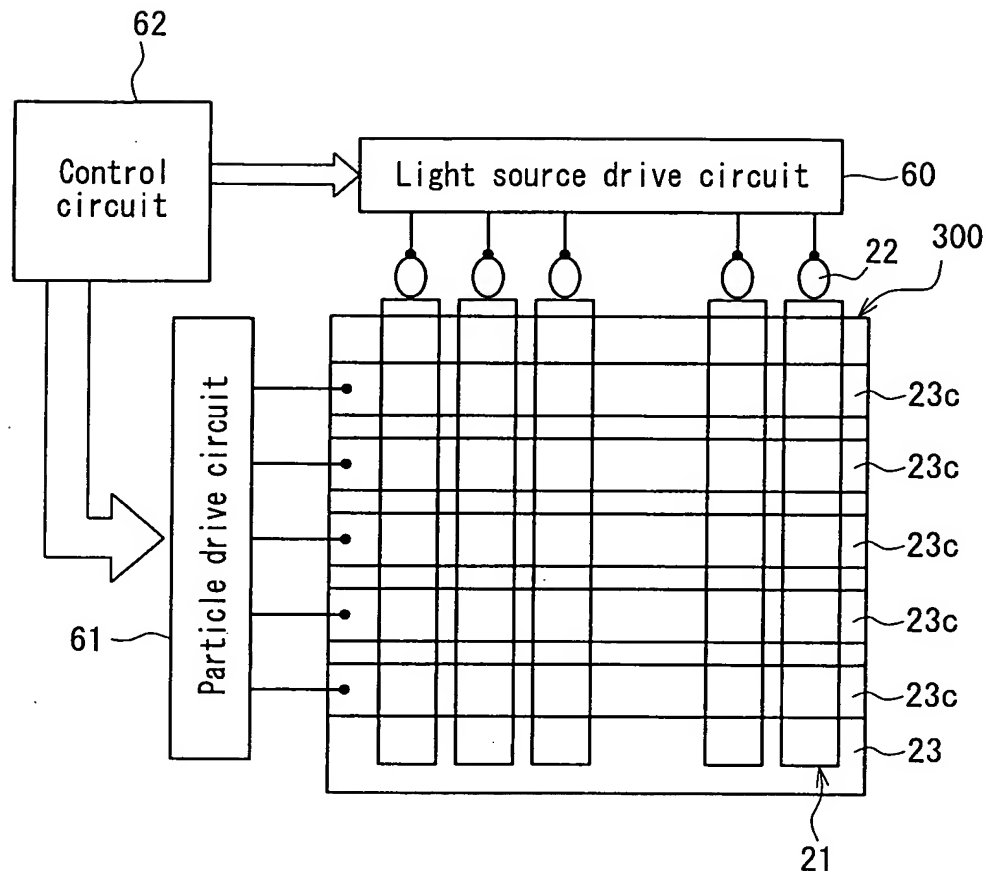 62
Control
circuit
Light source drive circuit
60
300
22
Particle drive circuit
61
23c
23c
23c
23c
23c
23
21